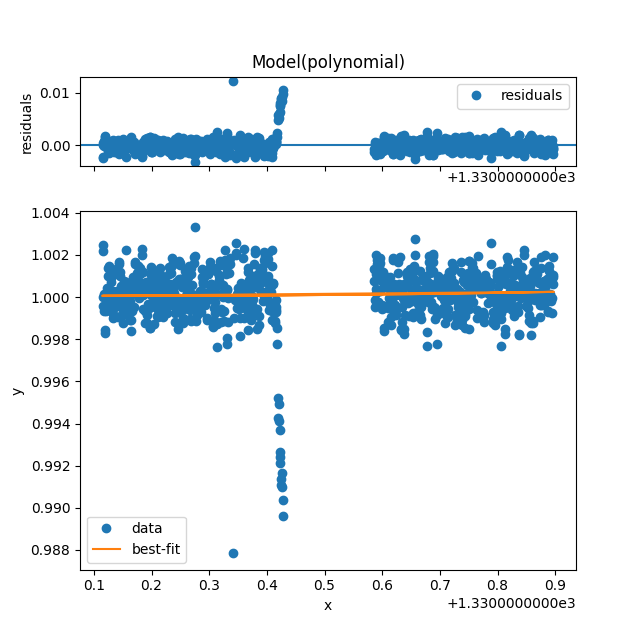 Model(polynomial)
residuals
0.01
0.00
residuals
+1.3300000000e3
1.004
1.002
1.000
0.998
0.996
0.994
0.992
0.990
0.988
y
data
best-fit
0.1 0.2 0.3 0.4 0.5 0.6 0.7 0.8 0.9
x
+1.3300000000e3